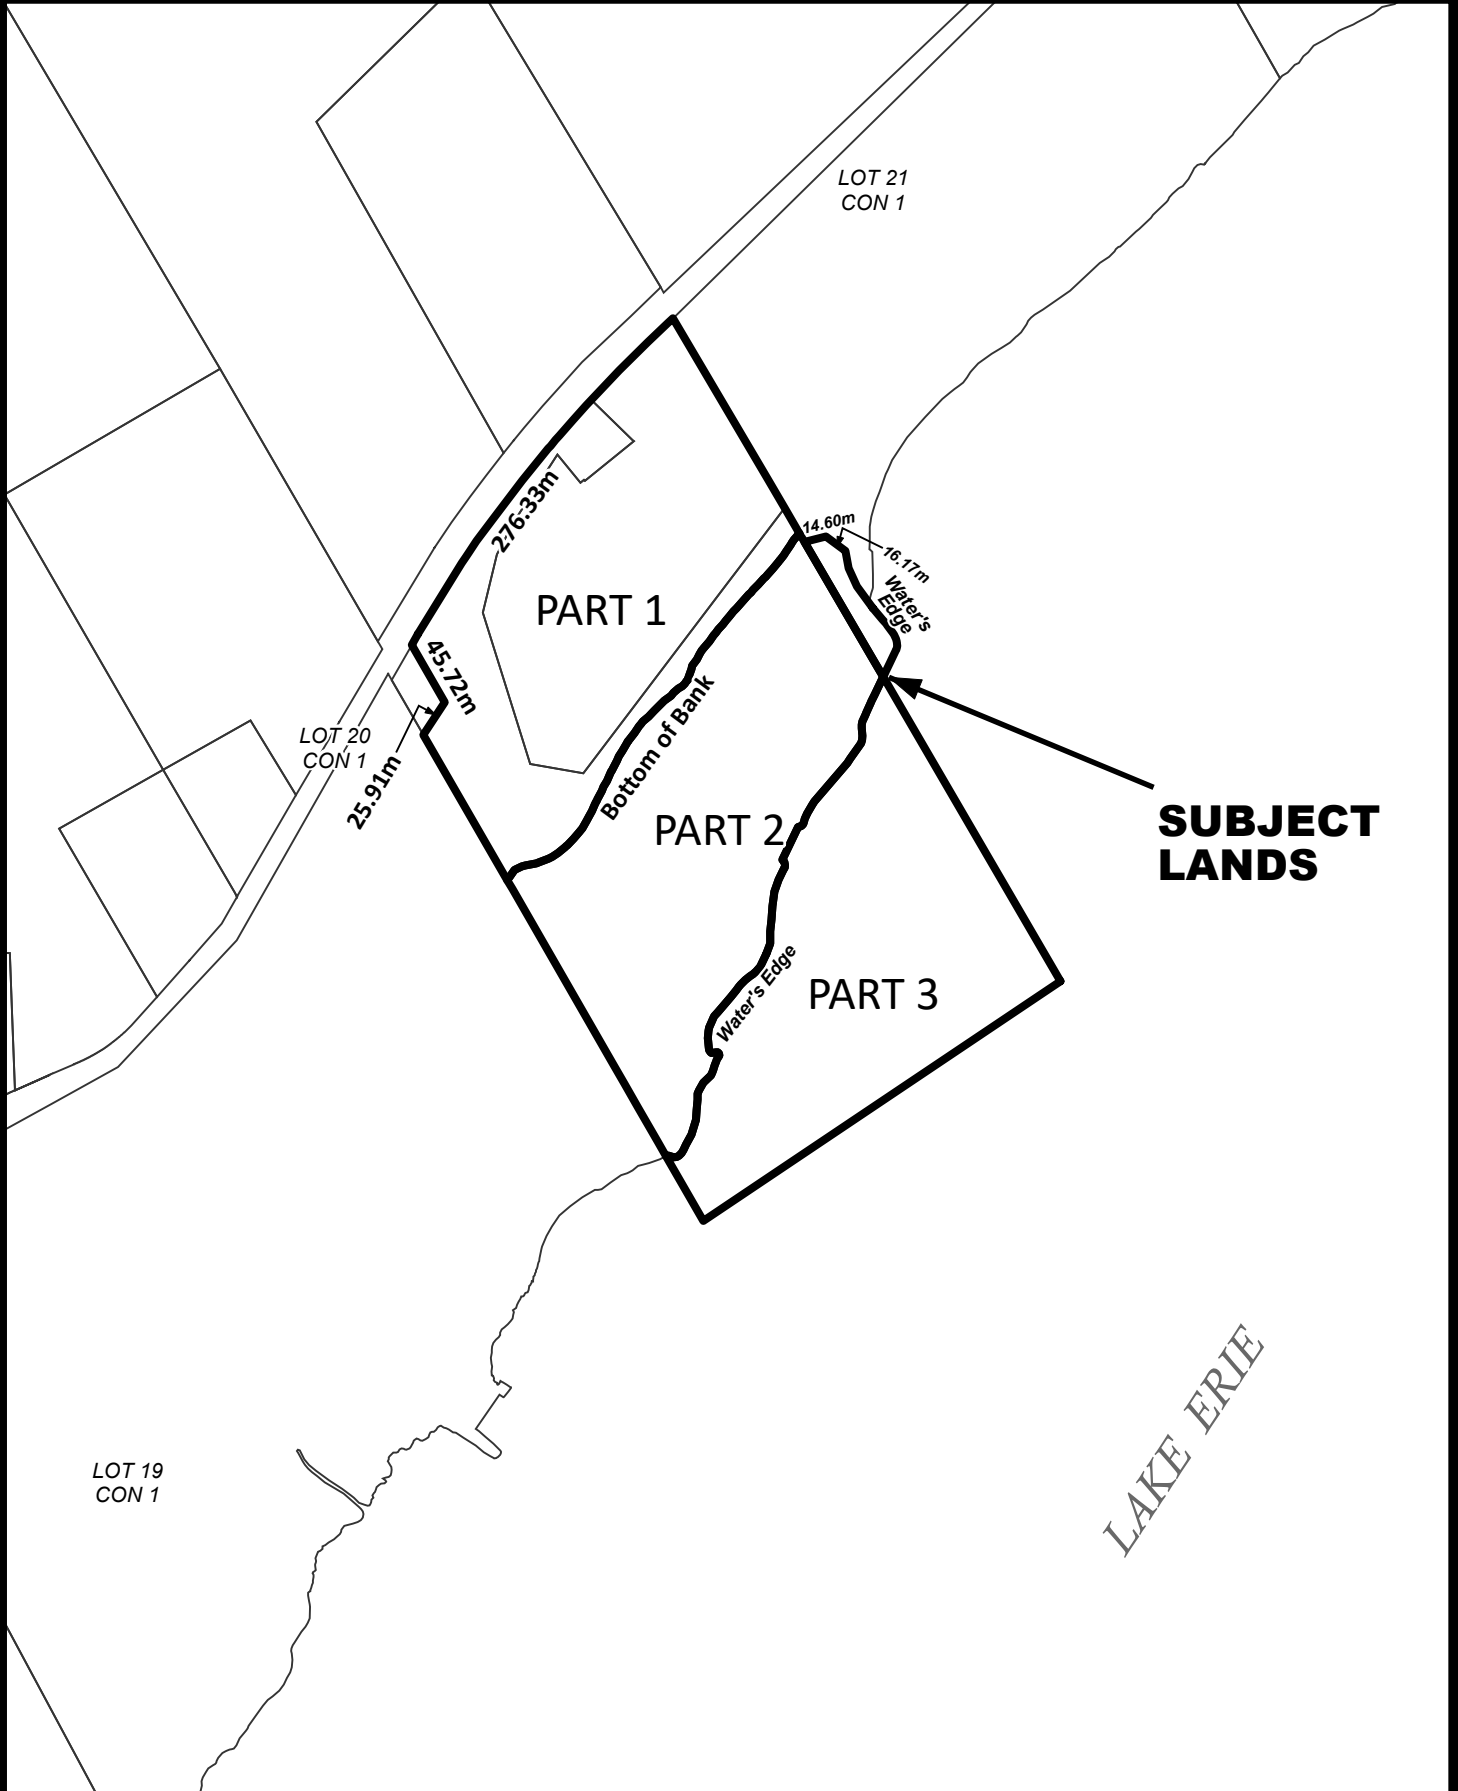 LOT 21
CON 1
276.33m
14.60m
16.17m
Water's
Edge
PART 1
45.72m
Bottom of Bank
LOT 20
CON 1
25.91m
PART 2
SUBJECT
LANDS
Water's Edge
PART 3
LAKE ERIE
LOT 19
CON 1